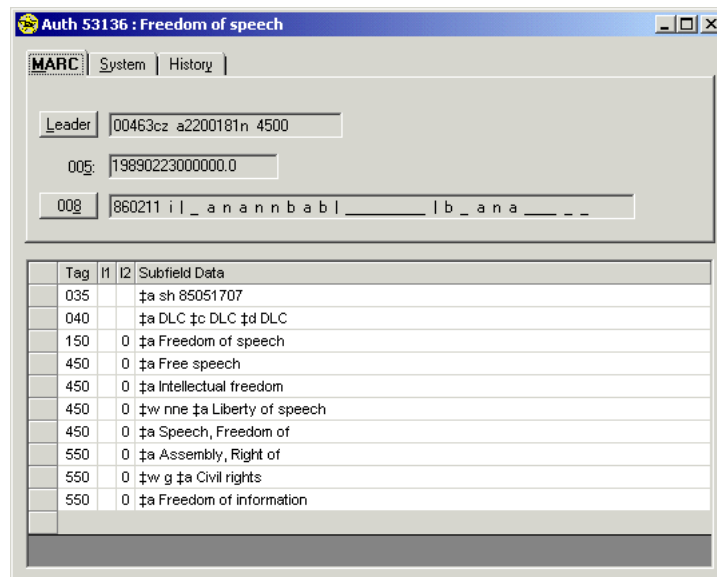 Auth 53136 : Freedom of speech
MARC System History
Leader 00463cz a2200181n 4500
005: 19890223000000.0
008 860211 i | _ a n a n n b a b | _________ | b _ a n a ___ _ _
Tag I1 I2 Subfield Data
035 ‡a sh 85051707
040 ‡a DLC ‡c DLC ‡d DLC
150 0 ‡a Freedom of speech
450 0 ‡a Free speech
450 0 ‡a Intellectual freedom
450 0 ‡w nne ‡a Liberty of speech
450 0 ‡a Speech, Freedom of
550 0 ‡a Assembly, Right of
550 0 ‡w g ‡a Civil rights
550 0 ‡a Freedom of information